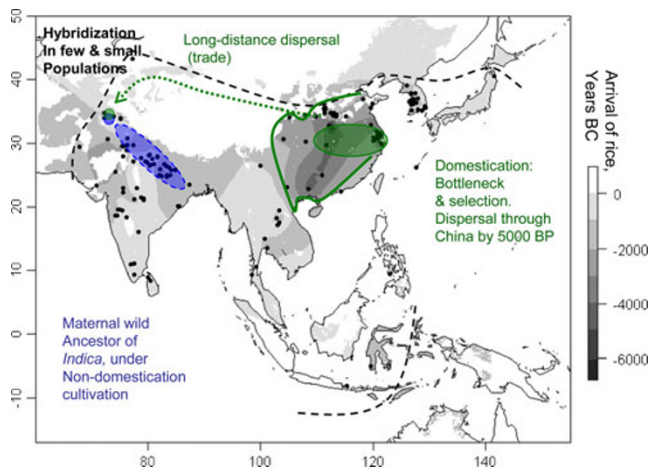 50
40
30
20
10
0
-10
Hybridization
In few & small
Populations
Long-distance dispersal
(trade)
Domestication:
Bottleneck
& selection.
Dispersal through
China by 5000 BP
Maternal wild
Ancestor of
Indica, under
Non-domestication
cultivation
80
100
120
140
Arrival of rice,
Years BC
0
-2000
-4000
-6000